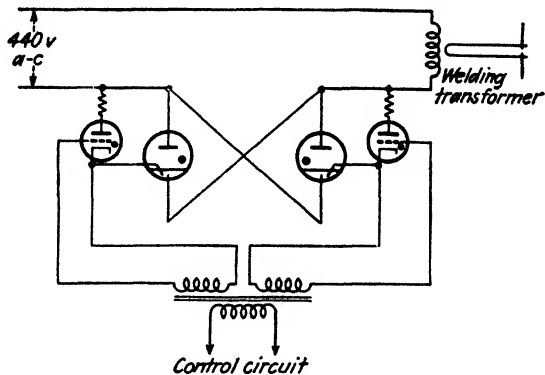 440 v
a-c
Welding
transformer
Control circuit